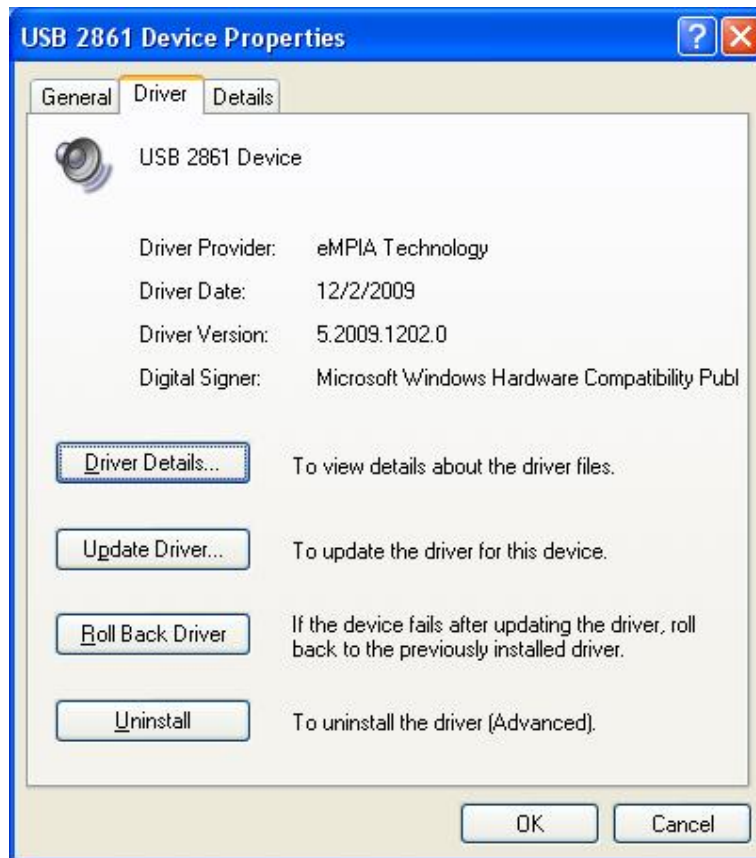 USB 2861 Device Properties
General Driver Details
USB 2861 Device
Driver Provider: eMPIA Technology
Driver Date: 12/2/2009
Driver Version: 5.2009.1202.0
Digital Signer: Microsoft Windows Hardware Compatibility Publ
Driver Details... To view details about the driver files.
Update Driver... To update the driver for this device.
Roll Back Driver If the device fails after updating the driver, roll
back to the previously installed driver.
Uninstall To uninstall the driver (Advanced).
OK Cancel